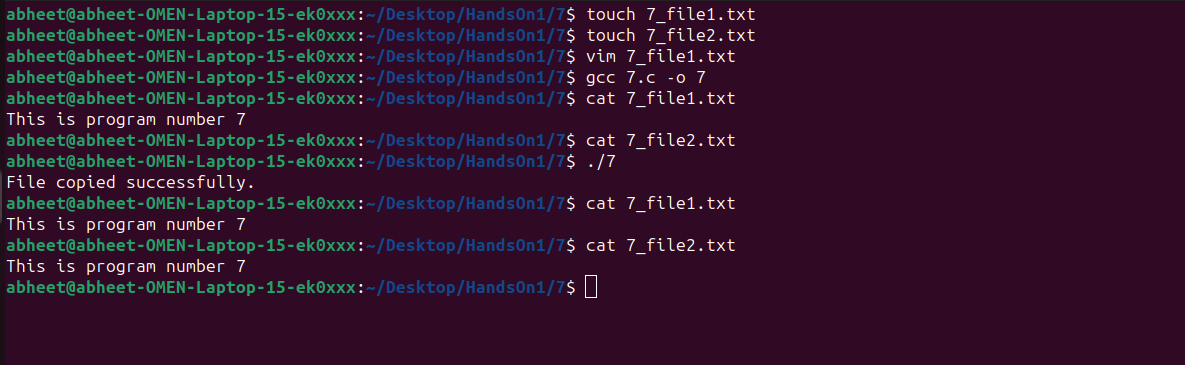 abheet@abheet-OMEN-Laptop-15-ek0xxx:~/Desktop/HandsOn1/7$ touch 7_file1.txt
abheet@abheet-OMEN-Laptop-15-ek0xxx:~/Desktop/HandsOn1/7$ touch 7_file2.txt
abheet@abheet-OMEN-Laptop-15-ek0xxx:~/Desktop/HandsOn1/7$ vim 7_file1.txt
abheet@abheet-OMEN-Laptop-15-ek0xxx:~/Desktop/HandsOn1/7$ gcc 7.c -o 7
abheet@abheet-OMEN-Laptop-15-ek0xxx:~/Desktop/HandsOn1/7$ cat 7_file1.txt
This is program number 7
abheet@abheet-OMEN-Laptop-15-ek0xxx:~/Desktop/HandsOn1/7$ cat 7_file2.txt
abheet@abheet-OMEN-Laptop-15-ek0xxx:~/Desktop/HandsOn1/7$ ./7
File copied successfully.
abheet@abheet-OMEN-Laptop-15-ek0xxx:~/Desktop/HandsOn1/7$ cat 7_file1.txt
This is program number 7
abheet@abheet-OMEN-Laptop-15-ek0xxx:~/Desktop/HandsOn1/7$ cat 7_file2.txt
This is program number 7
abheet@abheet-OMEN-Laptop-15-ek0xxx:~/Desktop/HandsOn1/7$